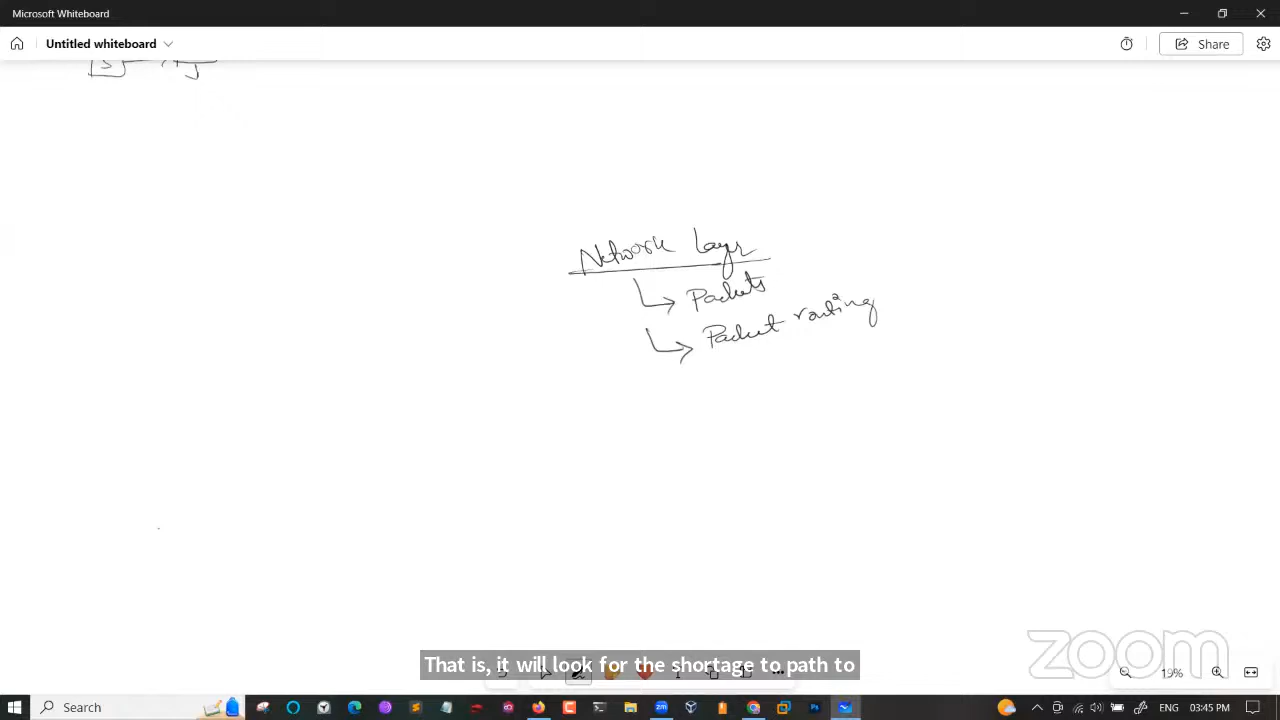 Microsoft Whiteboard
Untitled whiteboard
Share
Network Layer
Packets
Packet routing
That is, it will look for the shortage to path to
zoom
19%
Search
ENG
03:45 PM